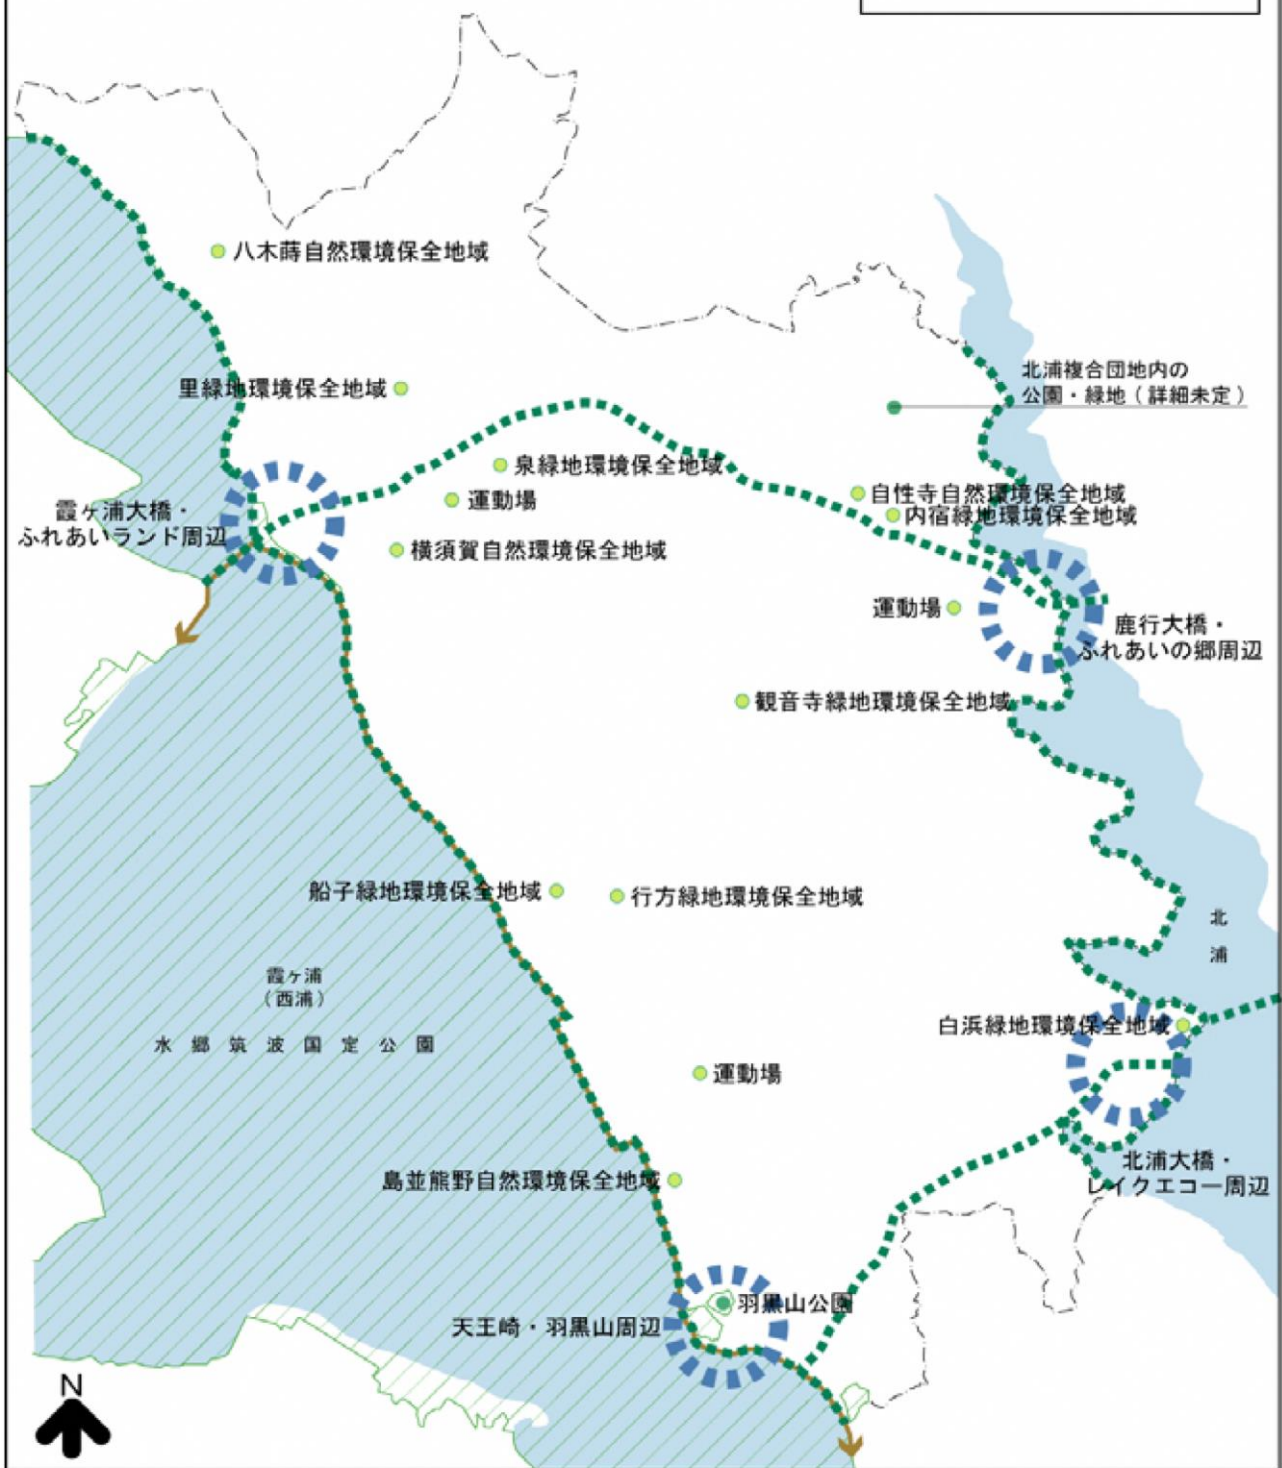 八木蒔自然環境保全地域
北浦複合団地内の
公園・緑地（詳細未定）
里緑地環境保全地域
泉緑地環境保全地域
運動場
自性寺自然環境保全地域
内宿緑地環境保全地域
霞ヶ浦大橋・
ふれあいランド周辺
横須賀自然環境保全地域
運動場
鹿行大橋・
ふれあいの郷周辺
観音寺緑地環境保全地域
船子緑地環境保全地域
行方緑地環境保全地域
北
浦
霞ヶ浦
（西浦）
水郷筑波国定公園
白浜緑地環境保全地域
運動場
北浦大橋・
レイクエコー周辺
島並熊野自然環境保全地域
羽黒山公園
天王崎・羽黒山周辺
N